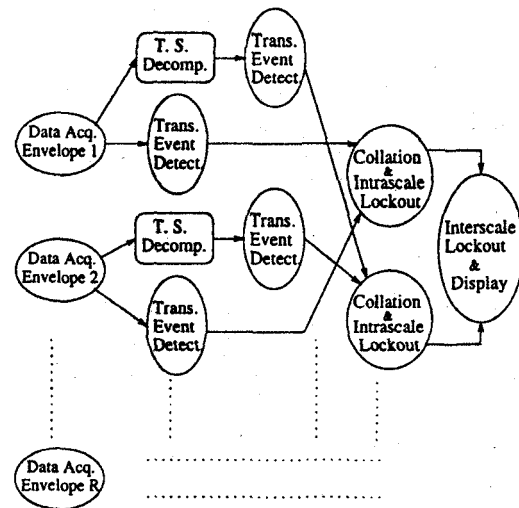 T. S.
Decomp.
Trans.
Event
Detect.
Data Acq.
Envelope 1
Trans.
Event
Detect.
Collation
&
Intrascale
Lockout
T. S.
Decomp.
Trans.
Event
Detect.
Interscale
Lockout
&
Display
Data Acq.
Envelope 2
Trans.
Event
Detect.
Collation
&
Intrascale
Lockout
Data Acq.
Envelope R